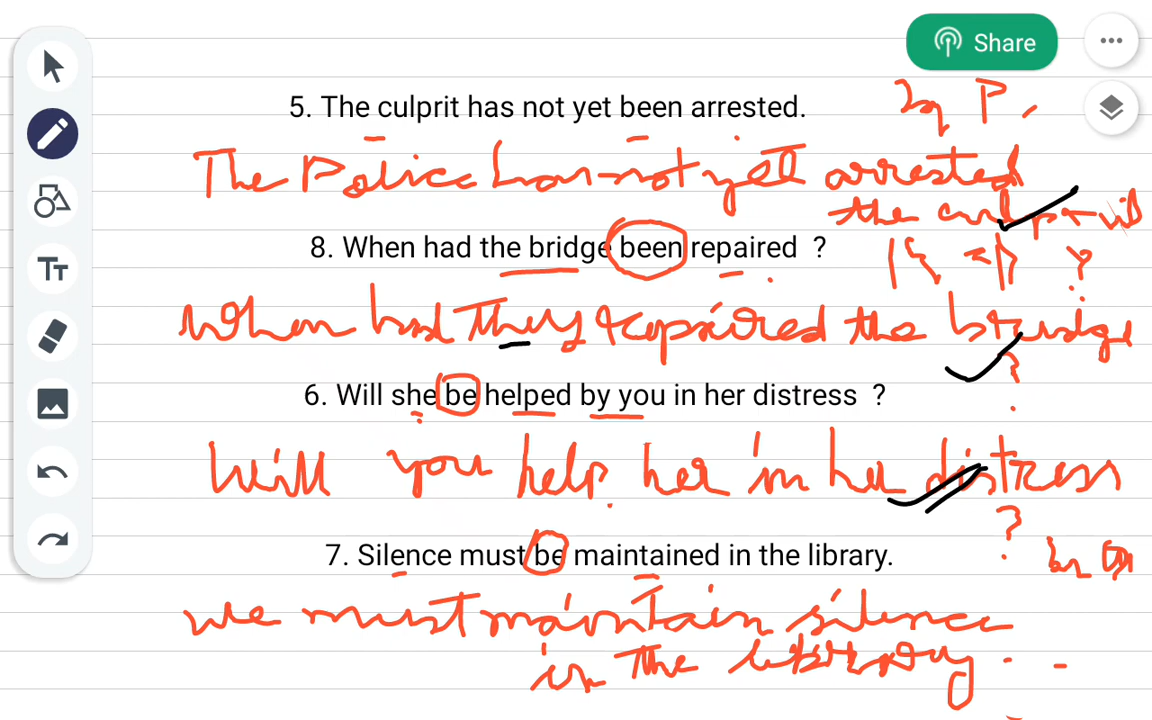 Share
5. The culprit has not yet been arrested.
by P.
The Police has not yet arrested
the culprit
8. When had the bridge been repaired ?
When had They repaired the bridge
?
6. Will she be helped by you in her distress ?
Will you help her in her distress
?
7. Silence must be maintained in the library.
we must maintain silence
in the library.
TT